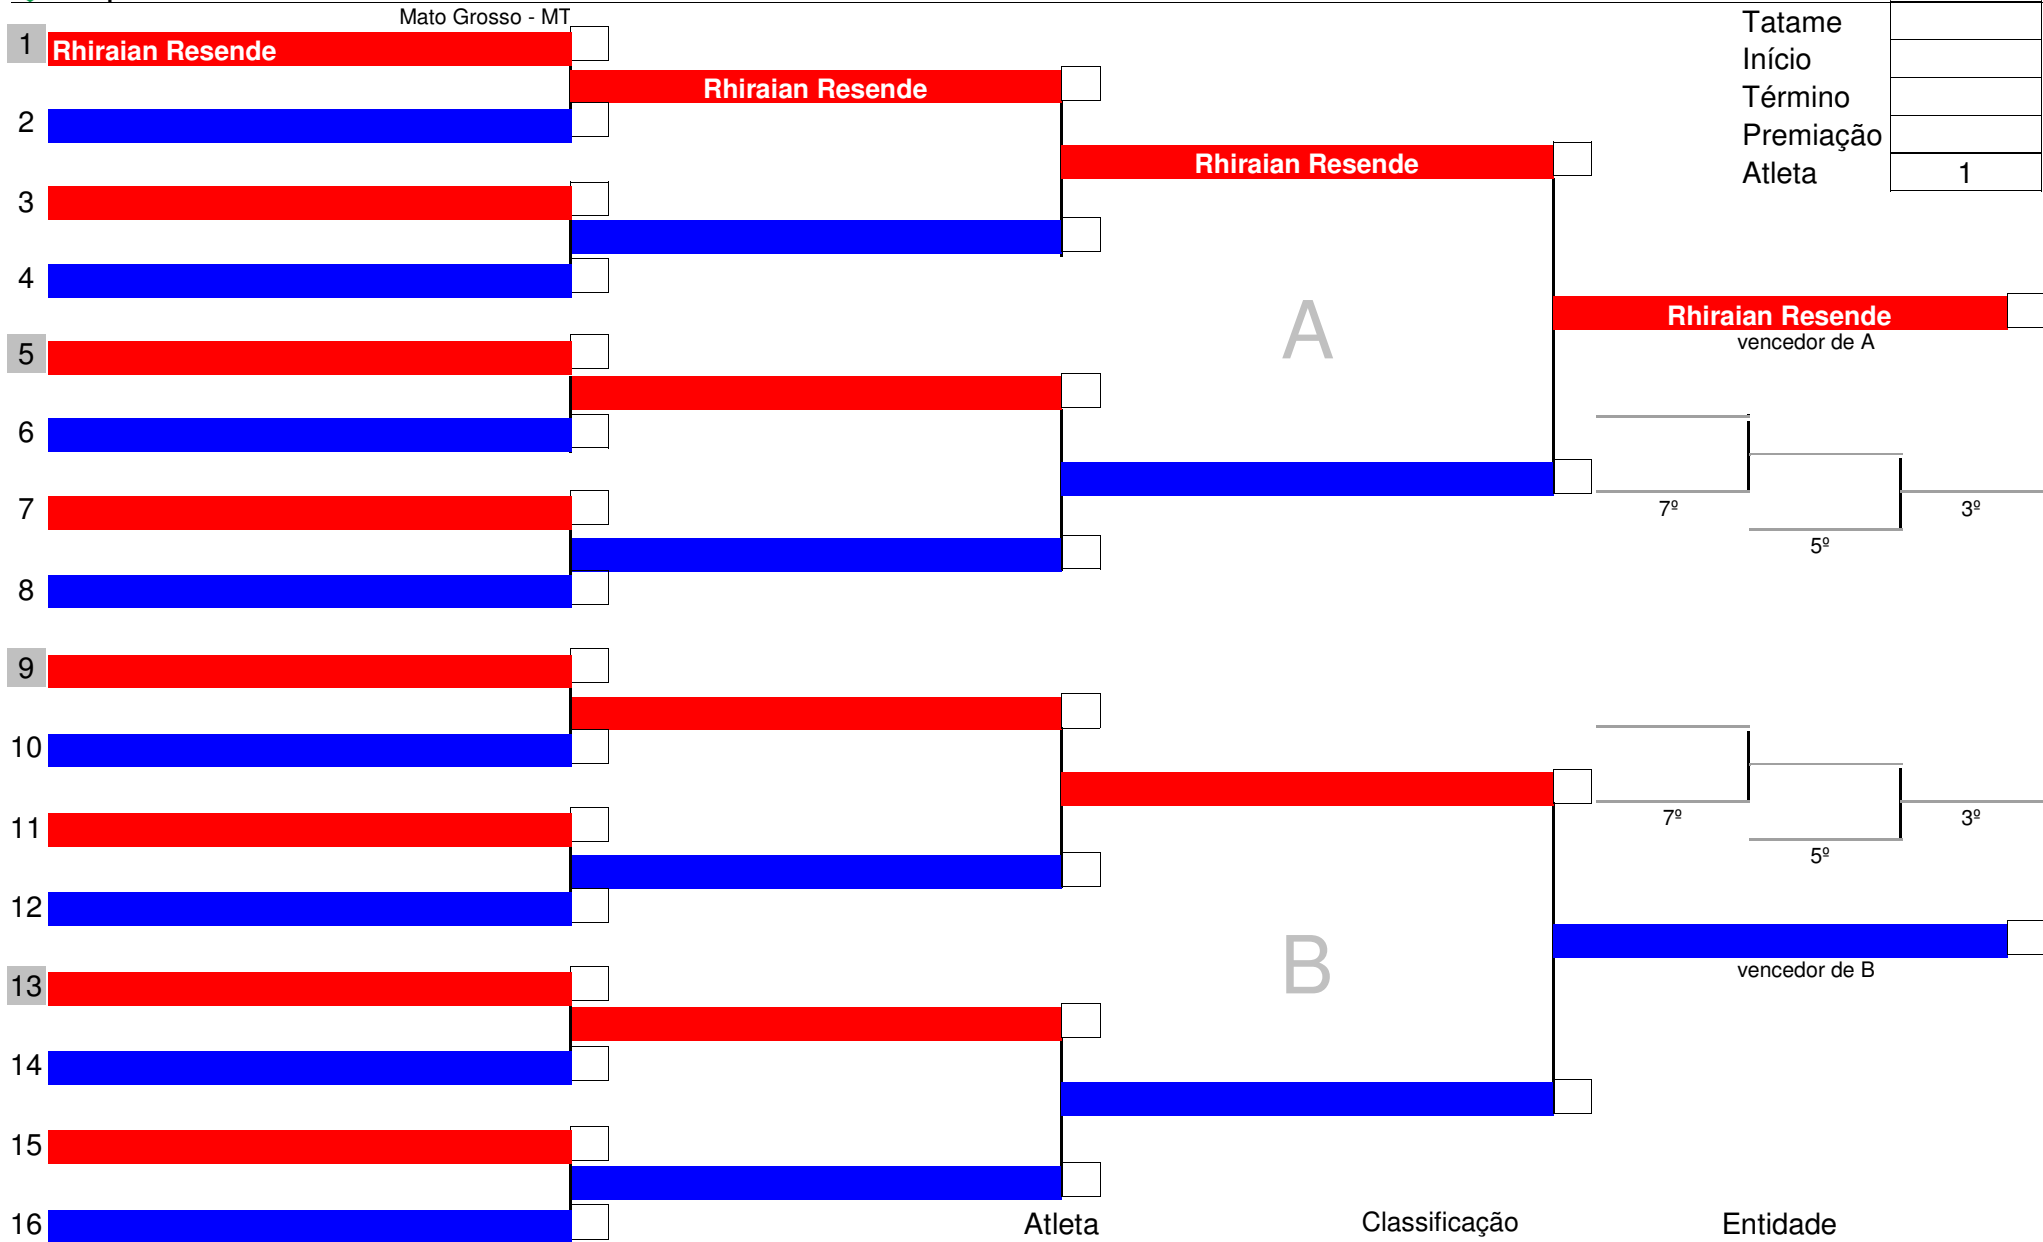 Mato Grosso - MT
Tatame
1 Rhiraian Resende
Início
Rhiraian Resende
Término
2
Premiação
Rhiraian Resende
Atleta 1
3
4
A
Rhiraian Resende
vencedor de A
5
6
7
7º
3º
5º
8
9
10
7º
3º
11
5º
12
B
vencedor de B
13
14
15
16
Atleta Classificação Entidade